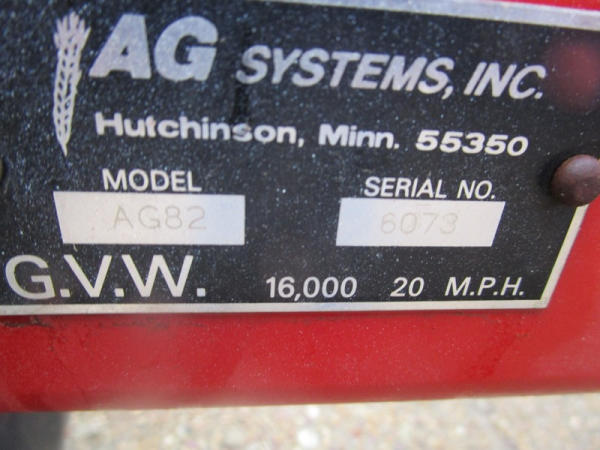 AG SYSTEMS, INC.
Hutchinson, Minn. 55350
MODEL SERIAL NO.
AG82 6073
G.V.W. 16,000 20 M.P.H.